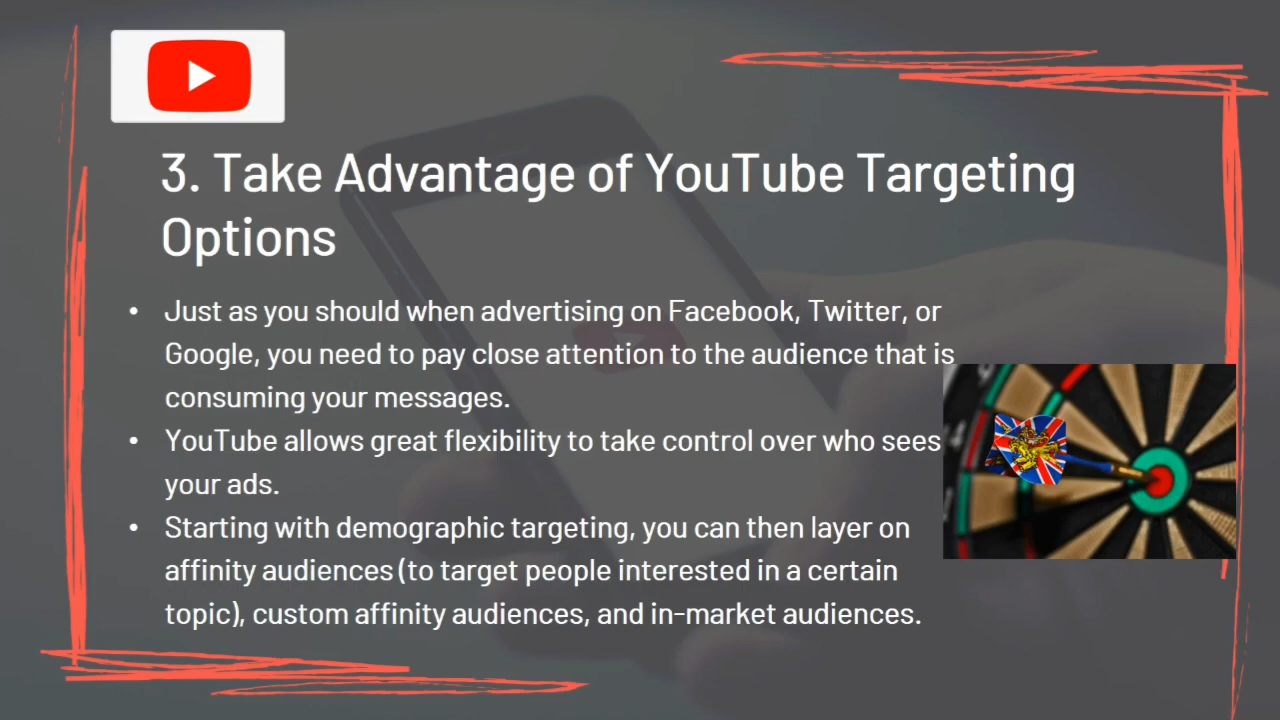 3. Take Advantage of YouTube Targeting
Options
• Just as you should when advertising on Facebook, Twitter, or
Google, you need to pay close attention to the audience that is
consuming your messages.
• YouTube allows great flexibility to take control over who sees
your ads.
• Starting with demographic targeting, you can then layer on
affinity audiences (to target people interested in a certain
topic), custom affinity audiences, and in-market audiences.